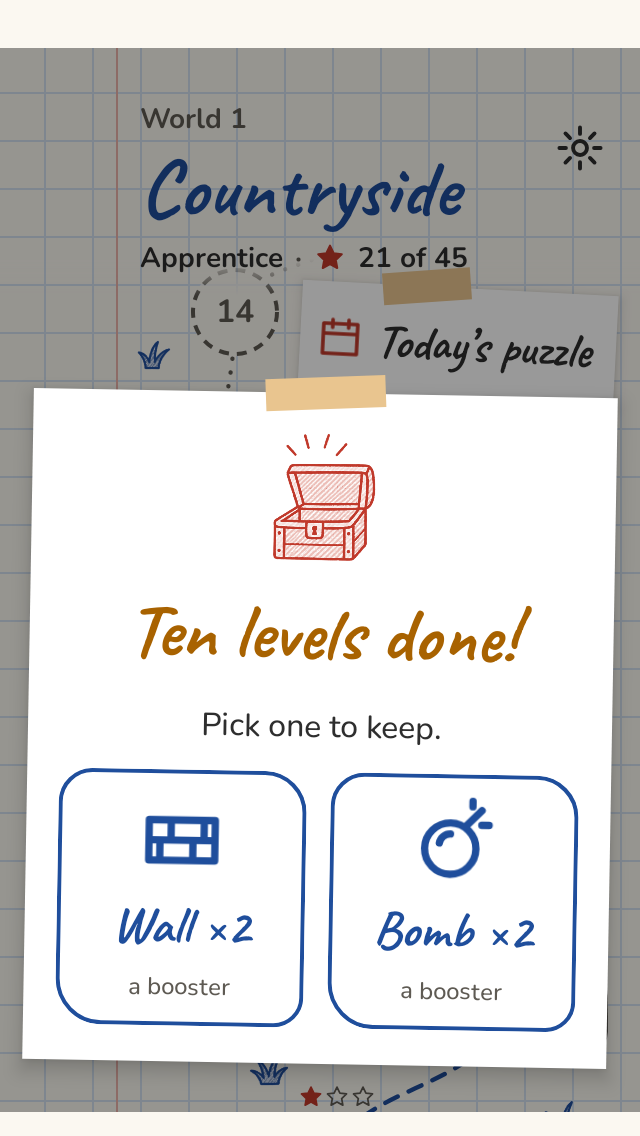 World 1
Countryside
Apprentice · ★ 21 of 45
14
Today's puzzle
Ten levels done!
Pick one to keep.
Wall ×2
a booster
Bomb ×2
a booster